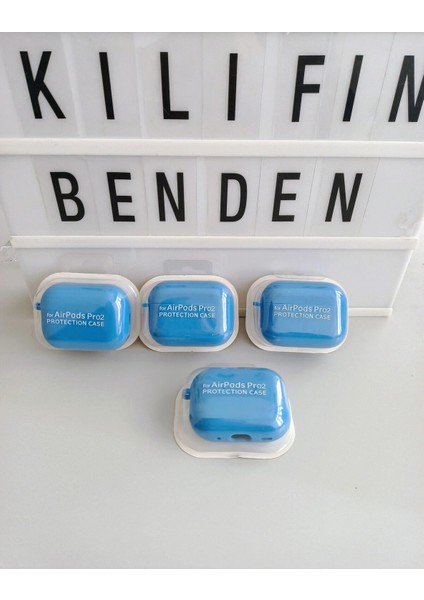 KILIFIN
BENDEN
for AirPods Pro2
PROTECTION CASE
for AirPods Pro2
PROTECTION CASE
for AirPods Pro2
PROTECTION CASE
for AirPods Pro2
PROTECTION CASE